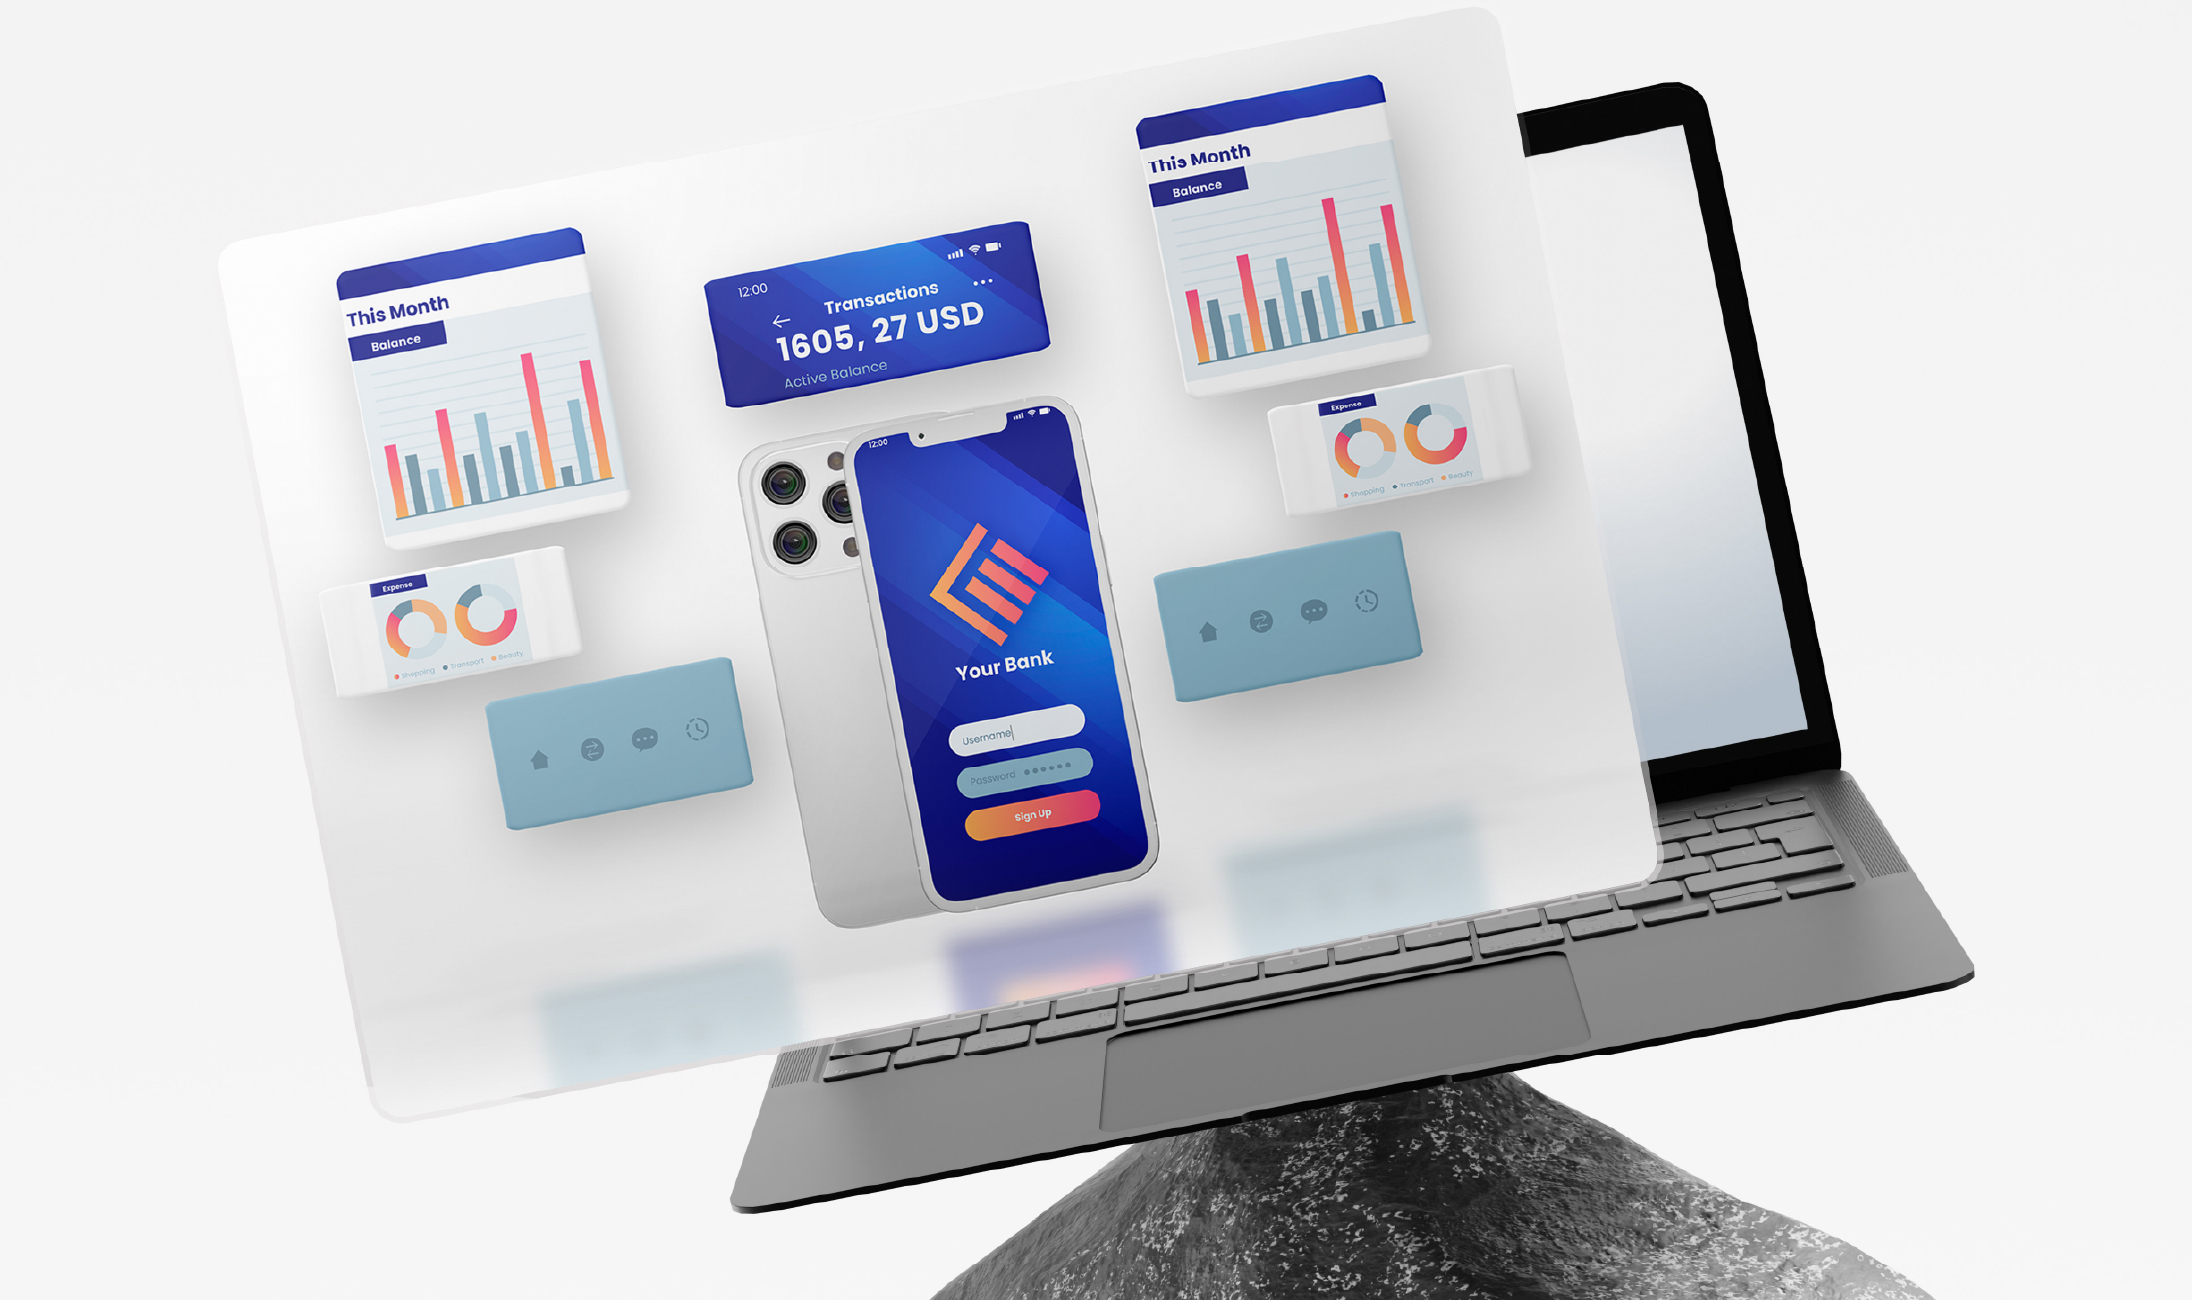 This Month
Balance
Expense
Shopping
Transport
Beauty
12:00
Transactions
1605, 27 USD
Active Balance
12:00
Your Bank
Username
Password
Sign Up
This Month
Balance
Expense
Shopping
Transport
Beauty